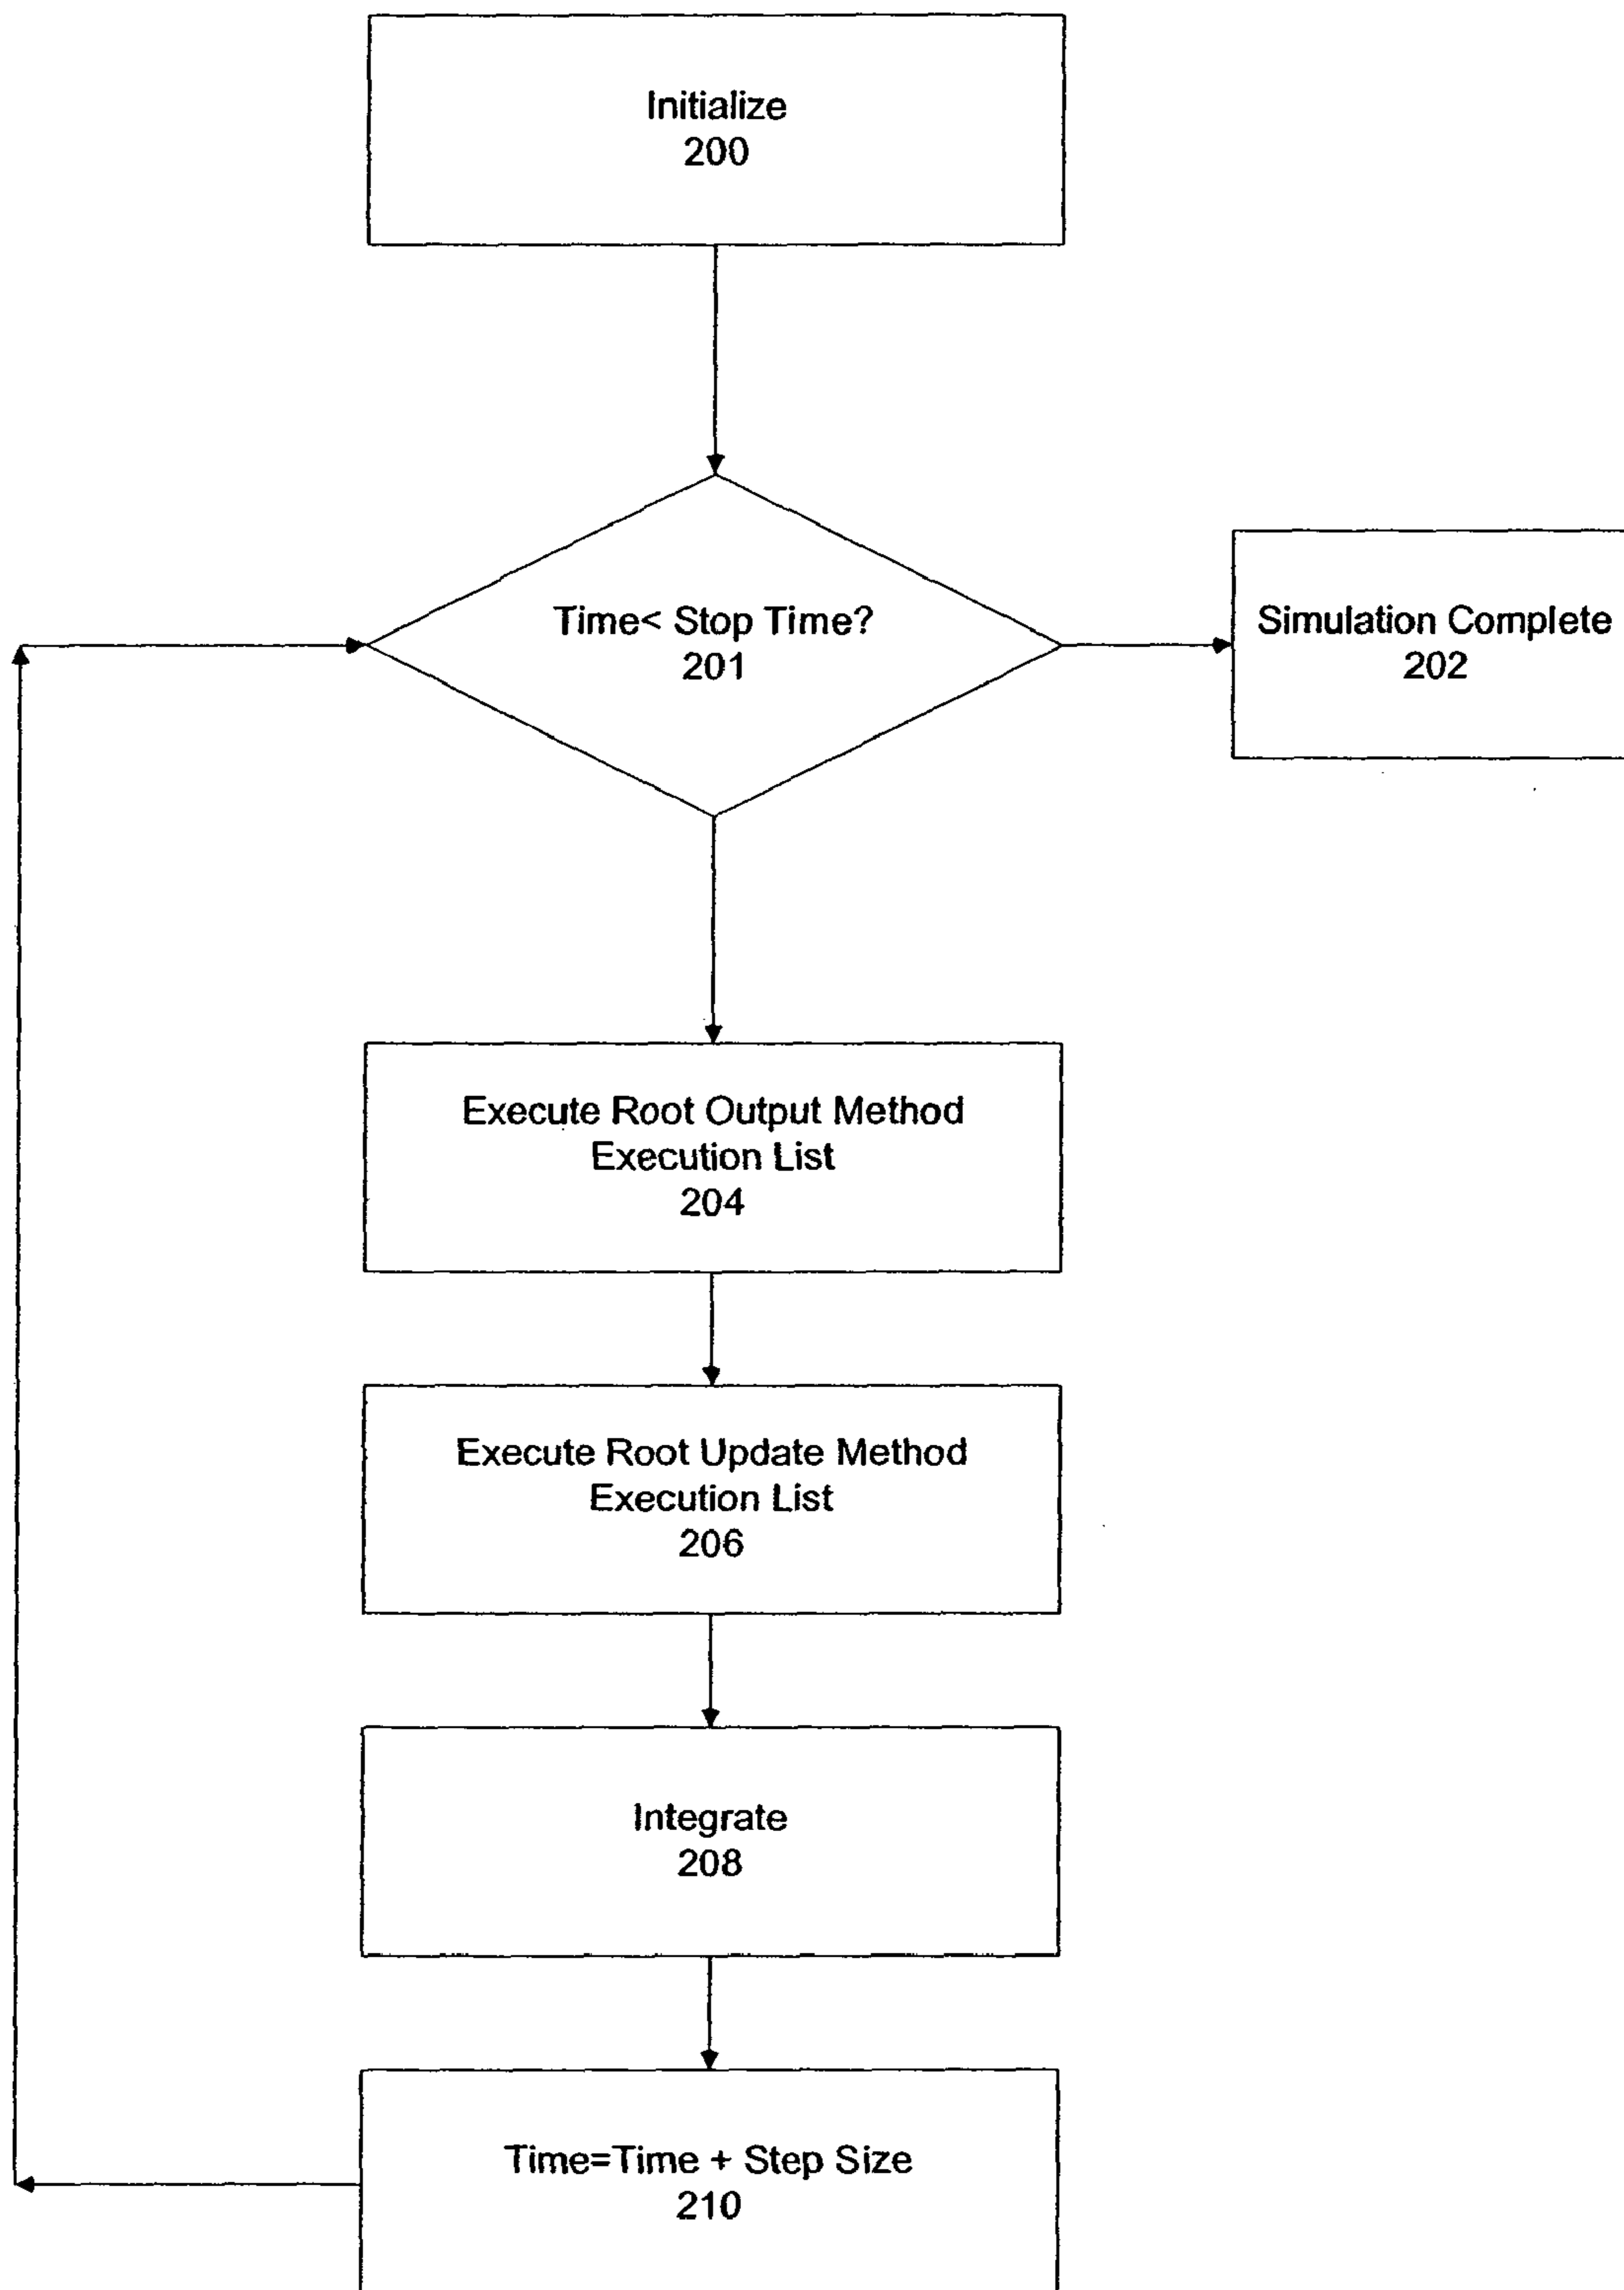 Initialize
200
Time< Stop Time?
201
Simulation Complete
202
Execute Root Output Method
Execution List
204
Execute Root Update Method
Execution List
206
Integrate
208
Time=Time + Step Size
210